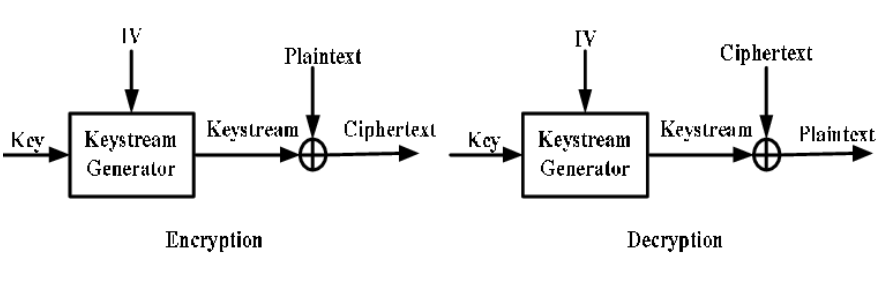 IV
Plaintext
Key
Keystream
Generator
Keystream
Ciphertext
Encryption
IV
Ciphertext
Key
Keystream
Generator
Keystream
Plaintext
Decryption